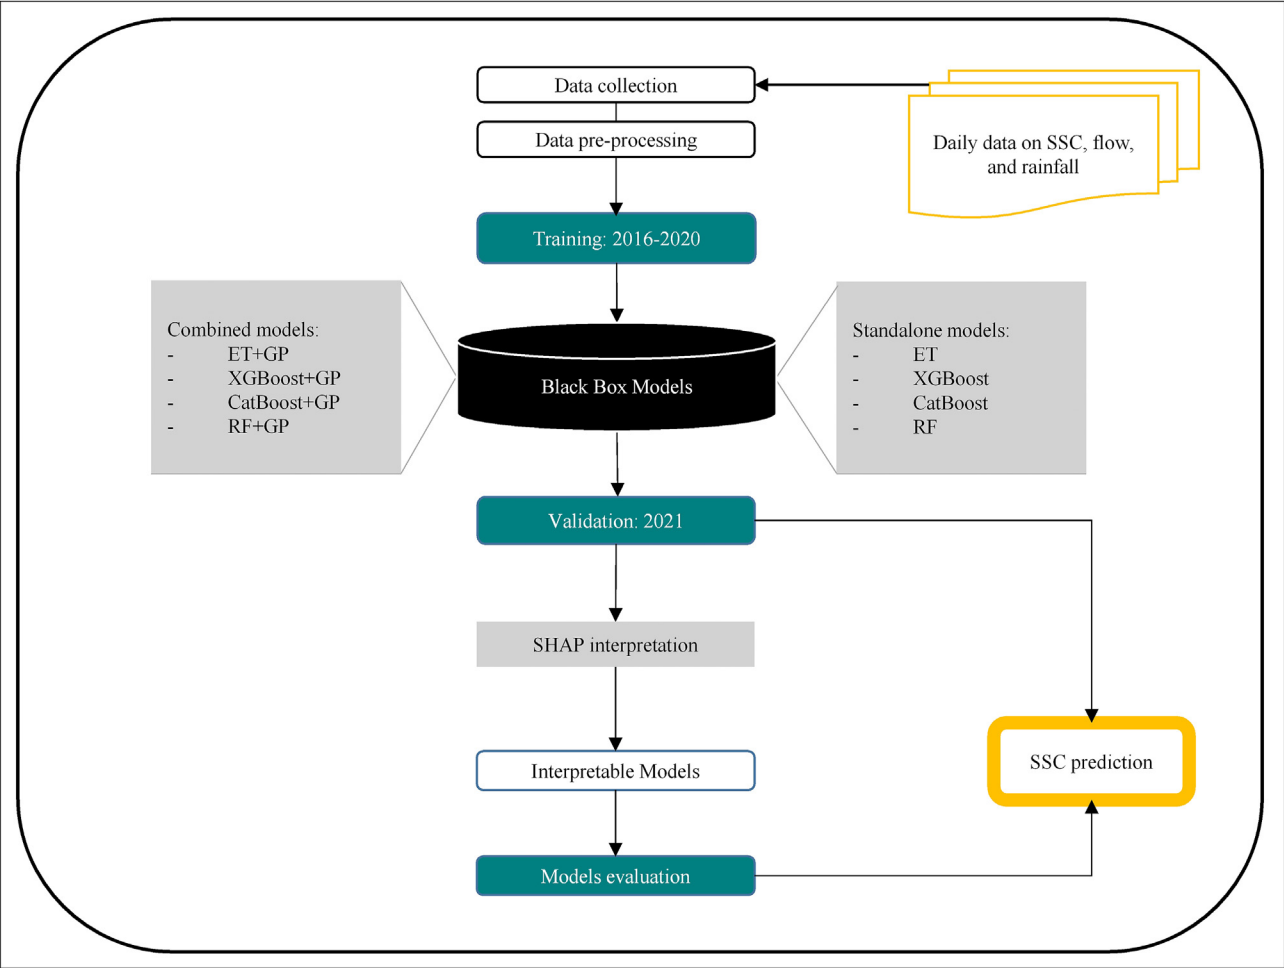 Data collection
Daily data on SSC, flow,
and rainfall
Data pre-processing
Training: 2016-2020
Combined models:
- ET+GP
- XGBoost+GP
- CatBoost+GP
- RF+GP
Black Box Models
Standalone models:
- ET
- XGBoost
- CatBoost
- RF
Validation: 2021
SHAP interpretation
Interpretable Models
SSC prediction
Models evaluation